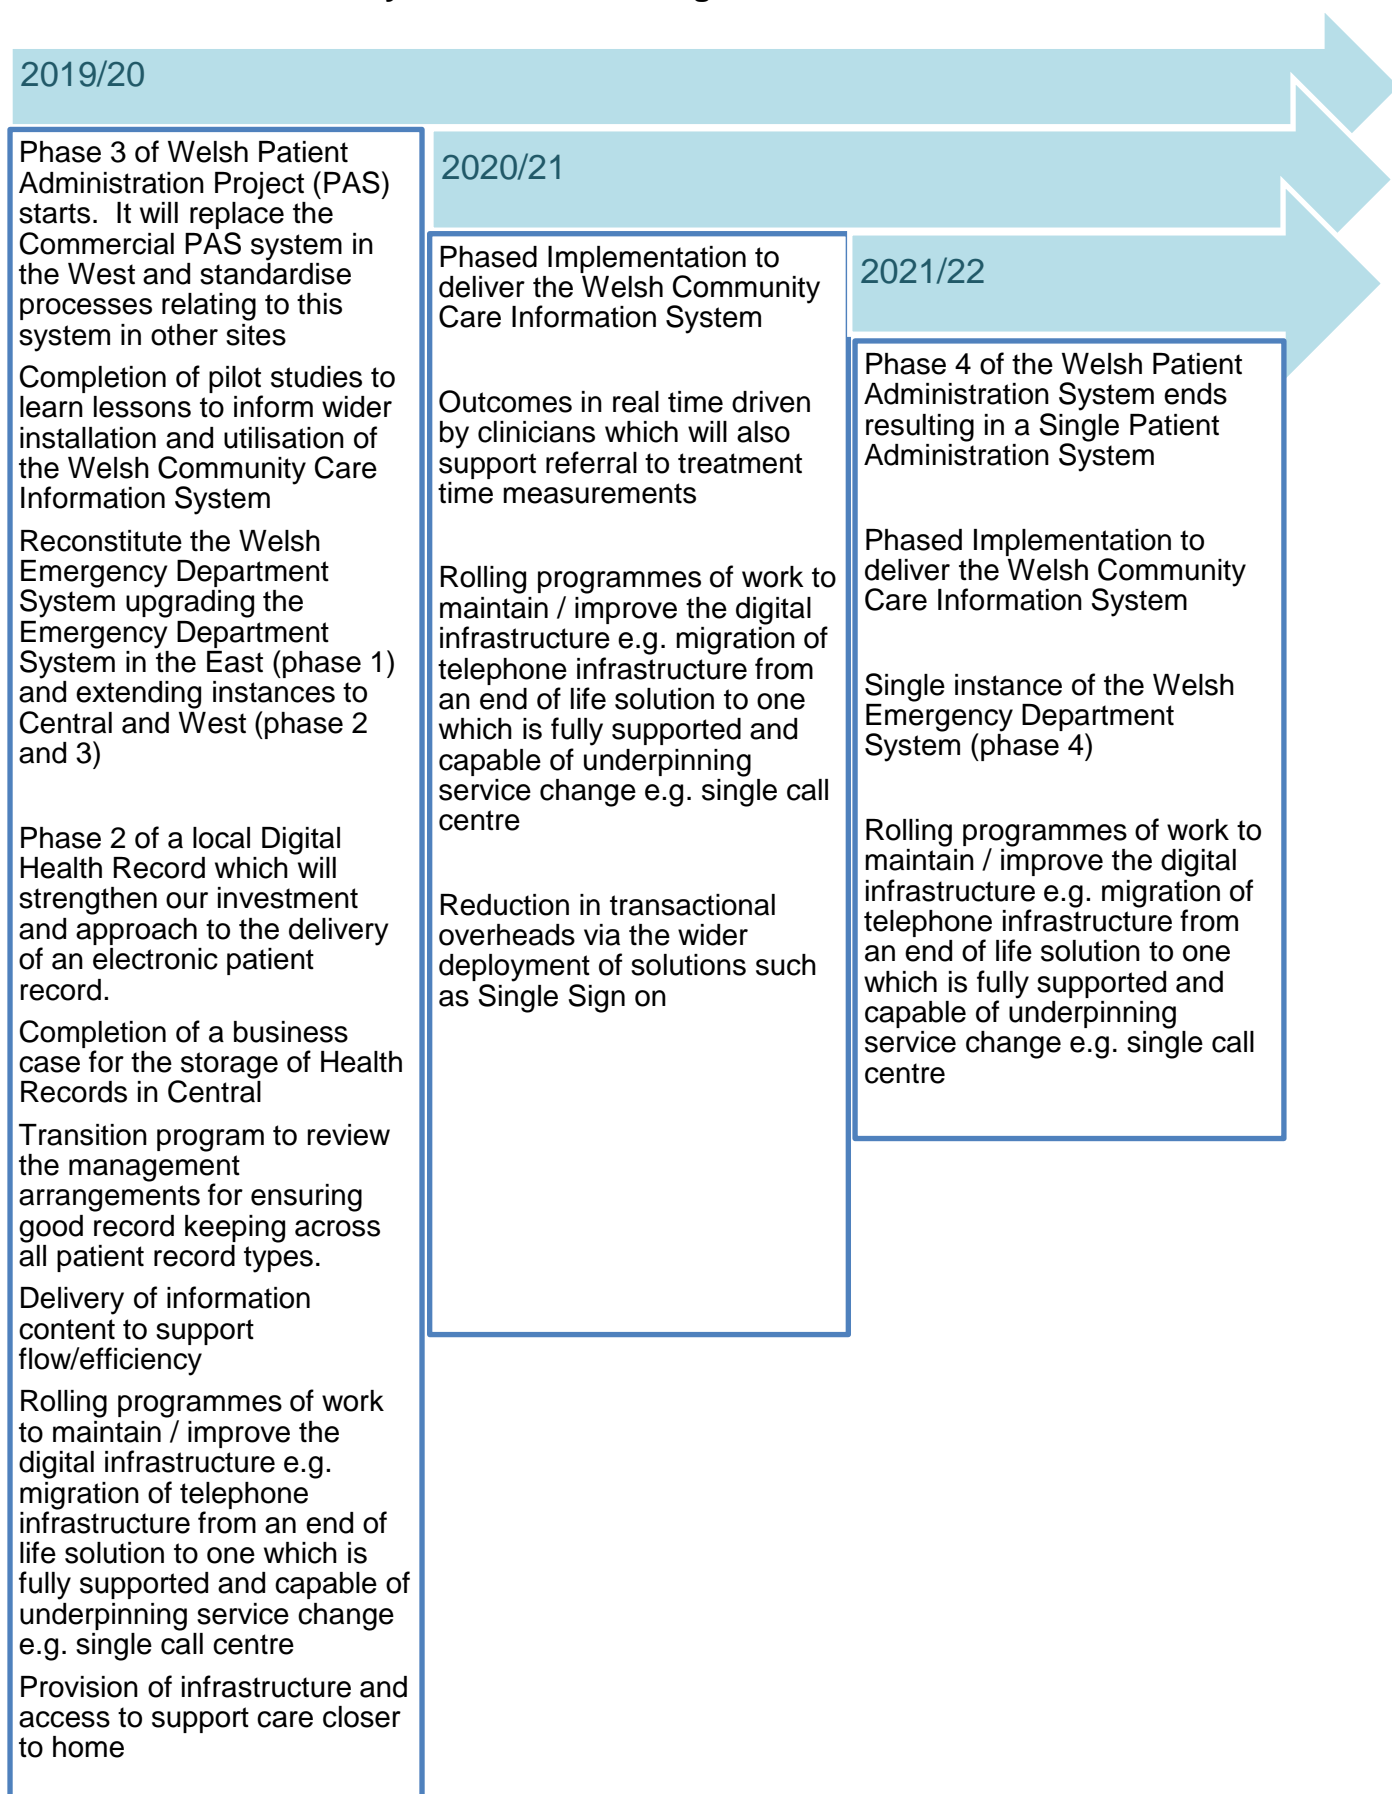 2019/20
Phase 3 of Welsh Patient
Administration Project (PAS)
starts.  It will replace the
Commercial PAS system in
the West and standardise
processes relating to this
system in other sites
Completion of pilot studies to
learn lessons to inform wider
installation and utilisation of
the Welsh Community Care
Information System
Reconstitute the Welsh
Emergency Department
System upgrading the
Emergency Department
System in the East (phase 1)
and extending instances to
Central and West (phase 2
and 3)
Phase 2 of a local Digital
Health Record which will
strengthen our investment
and approach to the delivery
of an electronic patient
record.
Completion of a business
case for the storage of Health
Records in Central
Transition program to review
the management
arrangements for ensuring
good record keeping across
all patient record types.
Delivery of information
content to support
flow/efficiency
Rolling programmes of work
to maintain / improve the
digital infrastructure e.g.
migration of telephone
infrastructure from an end of
life solution to one which is
fully supported and capable of
underpinning service change
e.g. single call centre
Provision of infrastructure and
access to support care closer
to home
2020/21
Phased Implementation to
deliver the Welsh Community
Care Information System
Outcomes in real time driven
by clinicians which will also
support referral to treatment
time measurements
Rolling programmes of work to
maintain / improve the digital
infrastructure e.g. migration of
telephone infrastructure from
an end of life solution to one
which is fully supported and
capable of underpinning
service change e.g. single call
centre
Reduction in transactional
overheads via the wider
deployment of solutions such
as Single Sign on
2021/22
Phase 4 of the Welsh Patient
Administration System ends
resulting in a Single Patient
Administration System
Phased Implementation to
deliver the Welsh Community
Care Information System
Single instance of the Welsh
Emergency Department
System (phase 4)
Rolling programmes of work to
maintain / improve the digital
infrastructure e.g. migration of
telephone infrastructure from
an end of life solution to one
which is fully supported and
capable of underpinning
service change e.g. single call
centre